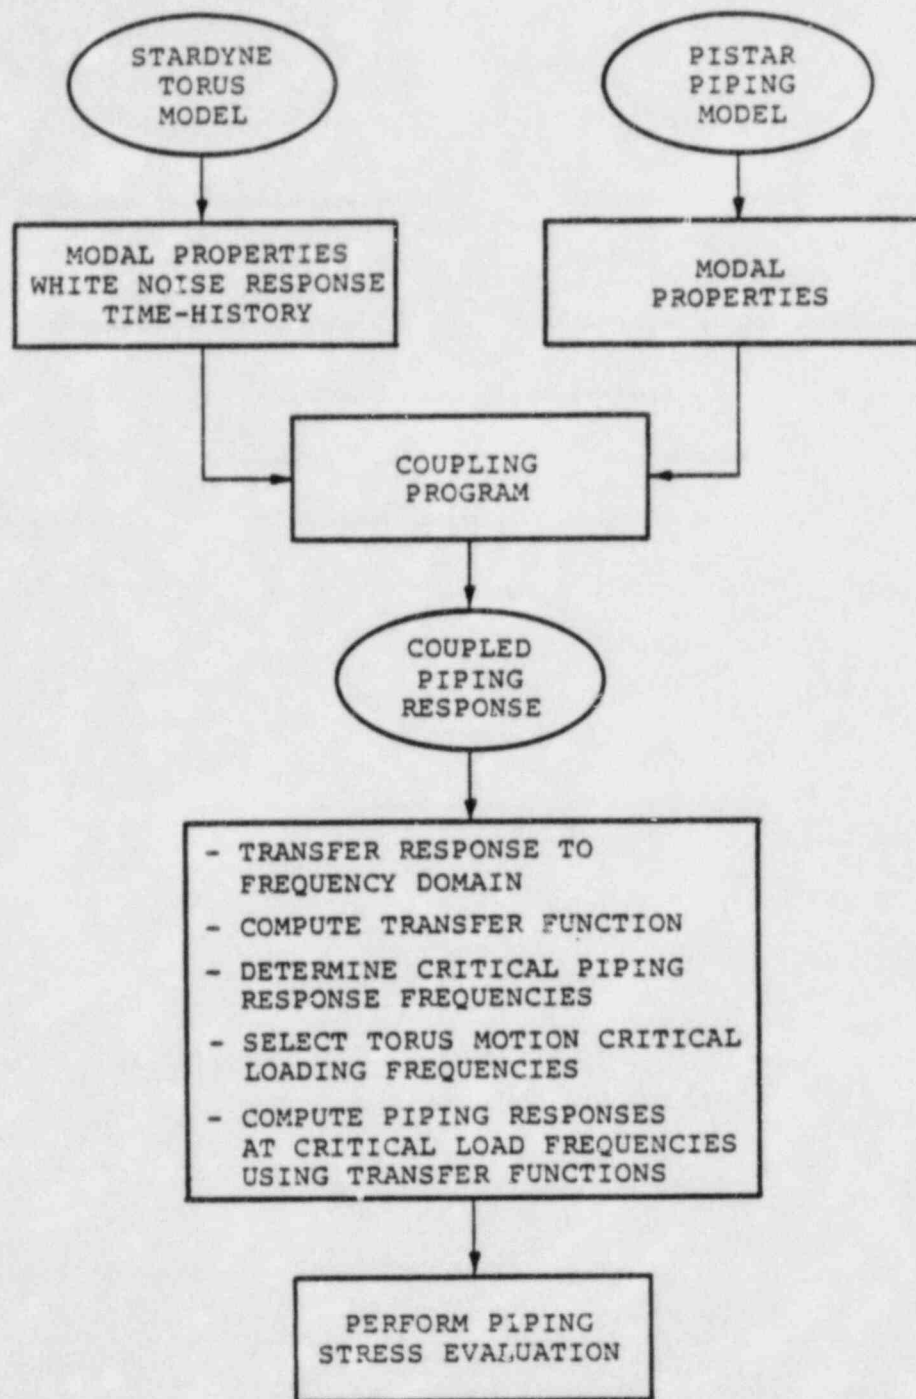 STARDYNE
TORUS
MODEL
PISTAR
PIPING
MODEL
MODAL PROPERTIES
WHITE NOISE RESPONSE
TIME-HISTORY
MODAL
PROPERTIES
COUPLING
PROGRAM
COUPLED
PIPING
RESPONSE
- TRANSFER RESPONSE TO
FREQUENCY DOMAIN
- COMPUTE TRANSFER FUNCTION
- DETERMINE CRITICAL PIPING
RESPONSE FREQUENCIES
- SELECT TORUS MOTION CRITICAL
LOADING FREQUENCIES
- COMPUTE PIPING RESPONSES
AT CRITICAL LOAD FREQUENCIES
USING TRANSFER FUNCTIONS
PERFORM PIPING
STRESS EVALUATION